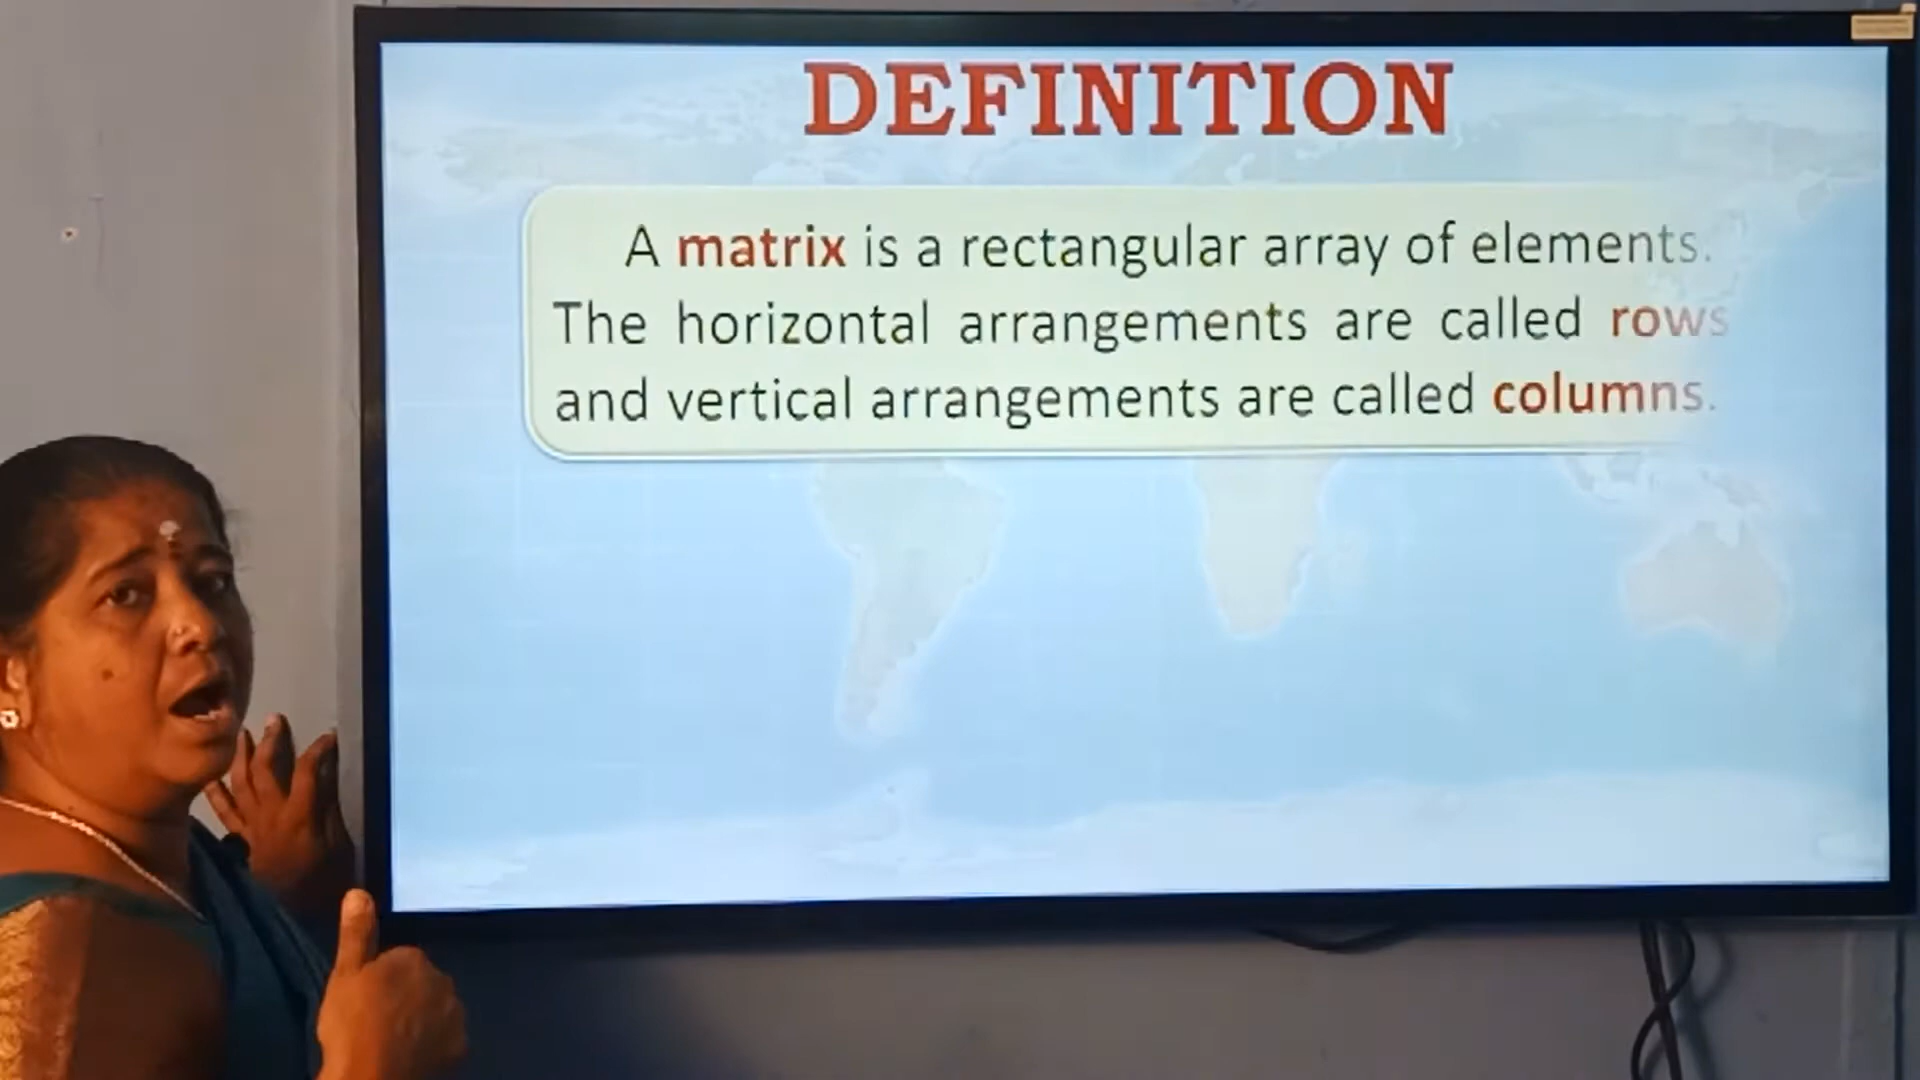 DEFINITION
A matrix is a rectangular array of elements.
The horizontal arrangements are called rows
and vertical arrangements are called columns.